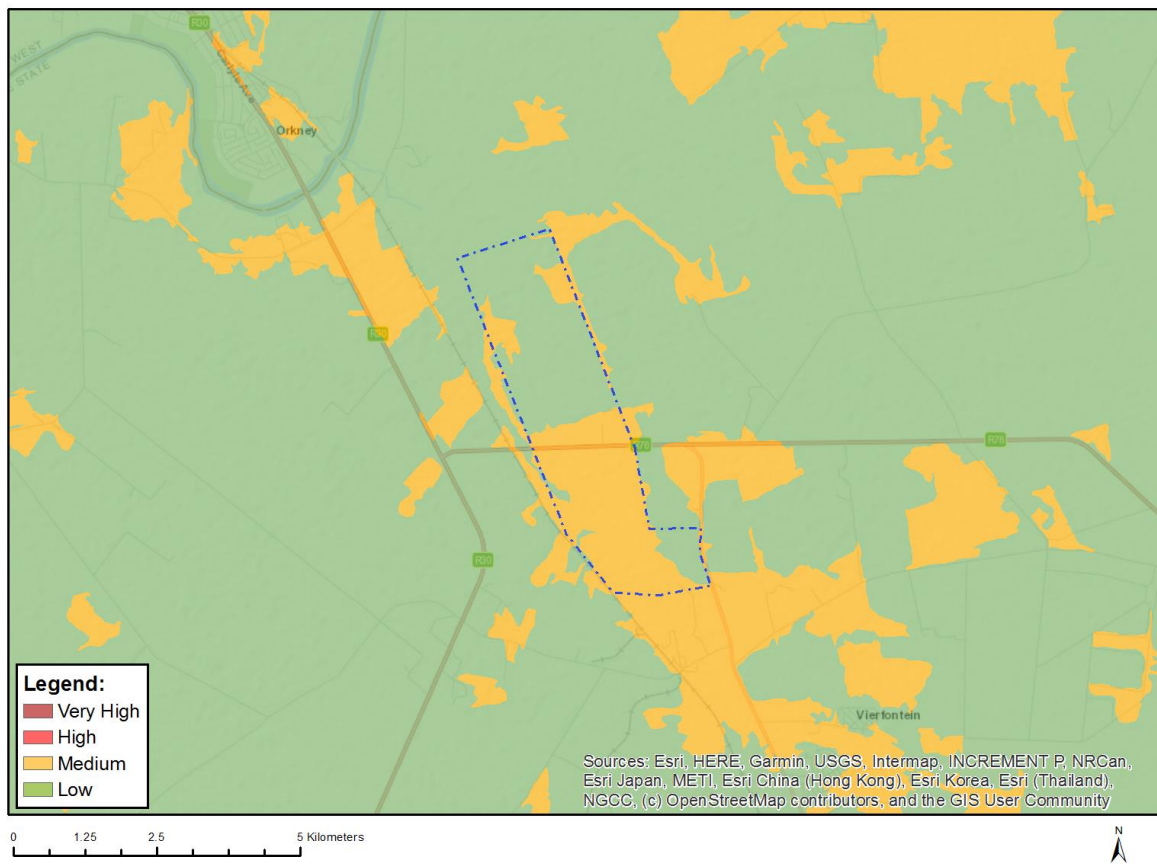 R30
WEST
STATE
Carlyle Ave
Orkney
R30
R76
R76
R30
Vierfontein
Legend:
Very High
High
Medium
Low
Sources: Esri, HERE, Garmin, USGS, Intermap, INCREMENT P, NRCan,
Esri Japan, METI, Esri China (Hong Kong), Esri Korea, Esri (Thailand),
NGCC, (c) OpenStreetMap contributors, and the GIS User Community
0 1.25 2.5 5 Kilometers
N